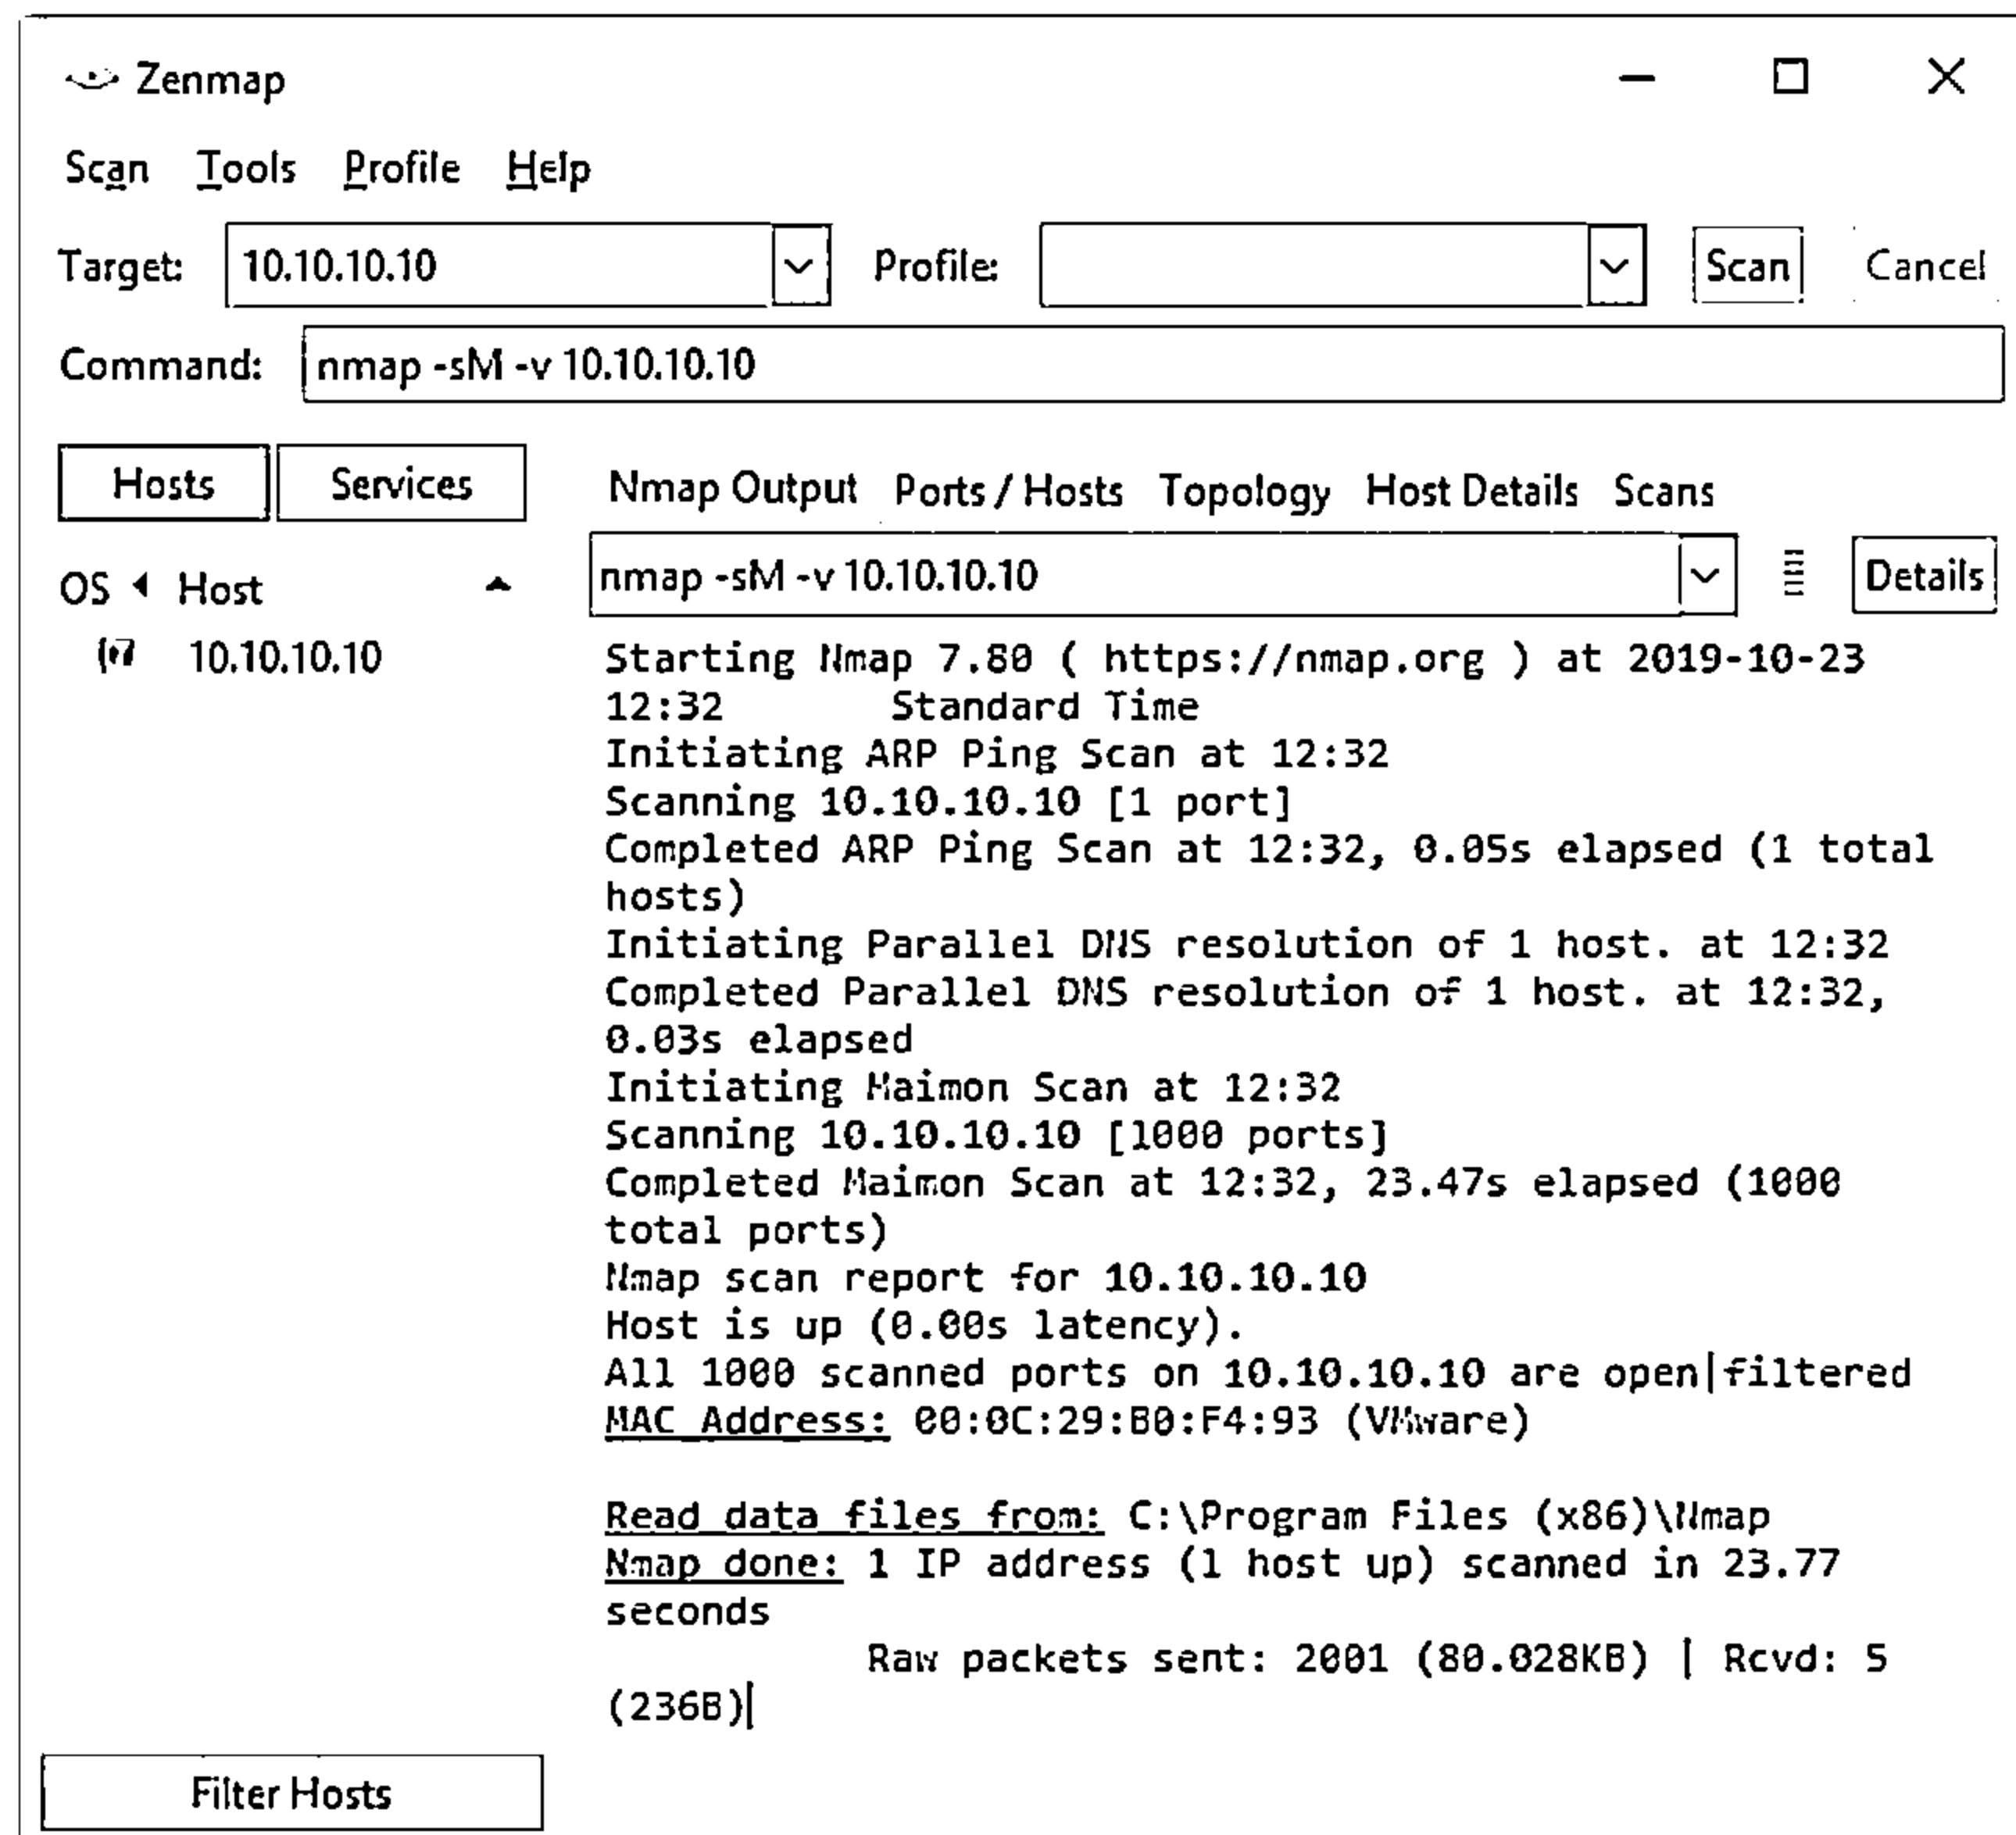 Zenmap
Scan Tools Profile Help
Target: 10.10.10.10 Profile: Scan Cancel
Command: nmap -sM -v 10.10.10.10
Hosts Services Nmap Output Ports / Hosts Topology Host Details Scans
OS Host nmap -sM -v 10.10.10.10 Details
10.10.10.10
Starting Nmap 7.80 ( https://nmap.org ) at 2019-10-23
12:32 Standard Time
Initiating ARP Ping Scan at 12:32
Scanning 10.10.10.10 [1 port]
Completed ARP Ping Scan at 12:32, 0.05s elapsed (1 total
hosts)
Initiating Parallel DNS resolution of 1 host. at 12:32
Completed Parallel DNS resolution of 1 host. at 12:32,
0.03s elapsed
Initiating Maimon Scan at 12:32
Scanning 10.10.10.10 [1000 ports]
Completed Maimon Scan at 12:32, 23.47s elapsed (1000
total ports)
Nmap scan report for 10.10.10.10
Host is up (0.00s latency).
All 1000 scanned ports on 10.10.10.10 are open|filtered
MAC Address: 00:0C:29:B0:F4:93 (VMware)
Read data files from: C:\Program Files (x86)\Nmap
Nmap done: 1 IP address (1 host up) scanned in 23.77
seconds
Raw packets sent: 2001 (80.028KB) | Rcvd: 5
(236B)
Filter Hosts